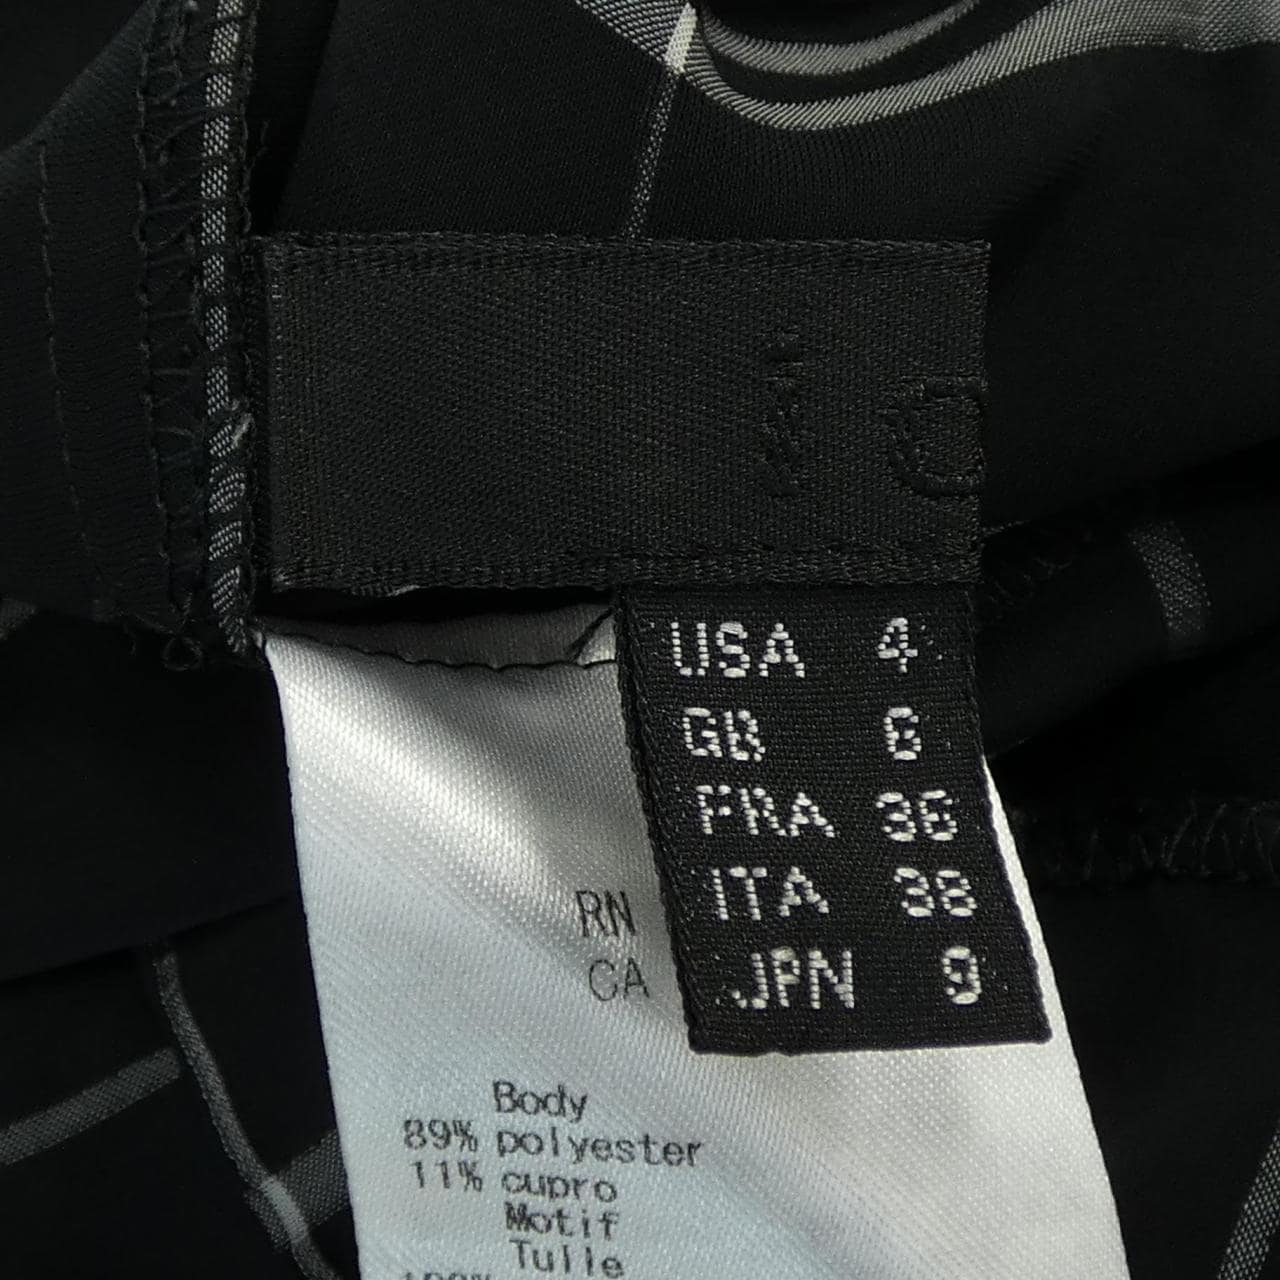 USA 4
GB 6
FRA 36
ITA 38
JPN 9
RN
CA
Body
89% polyester
11% cupro
Motif
Tulle